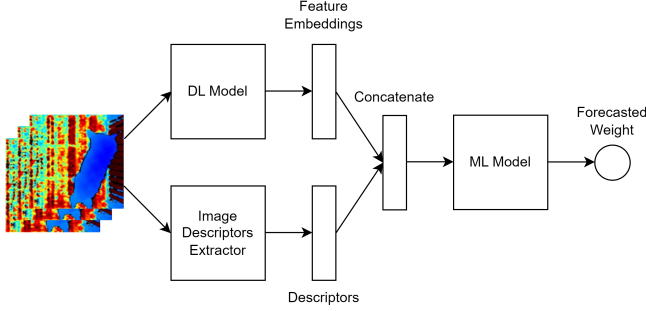 Feature
Embeddings
DL Model
Concatenate
Forecasted
Weight
ML Model
Image
Descriptors
Extractor
Descriptors